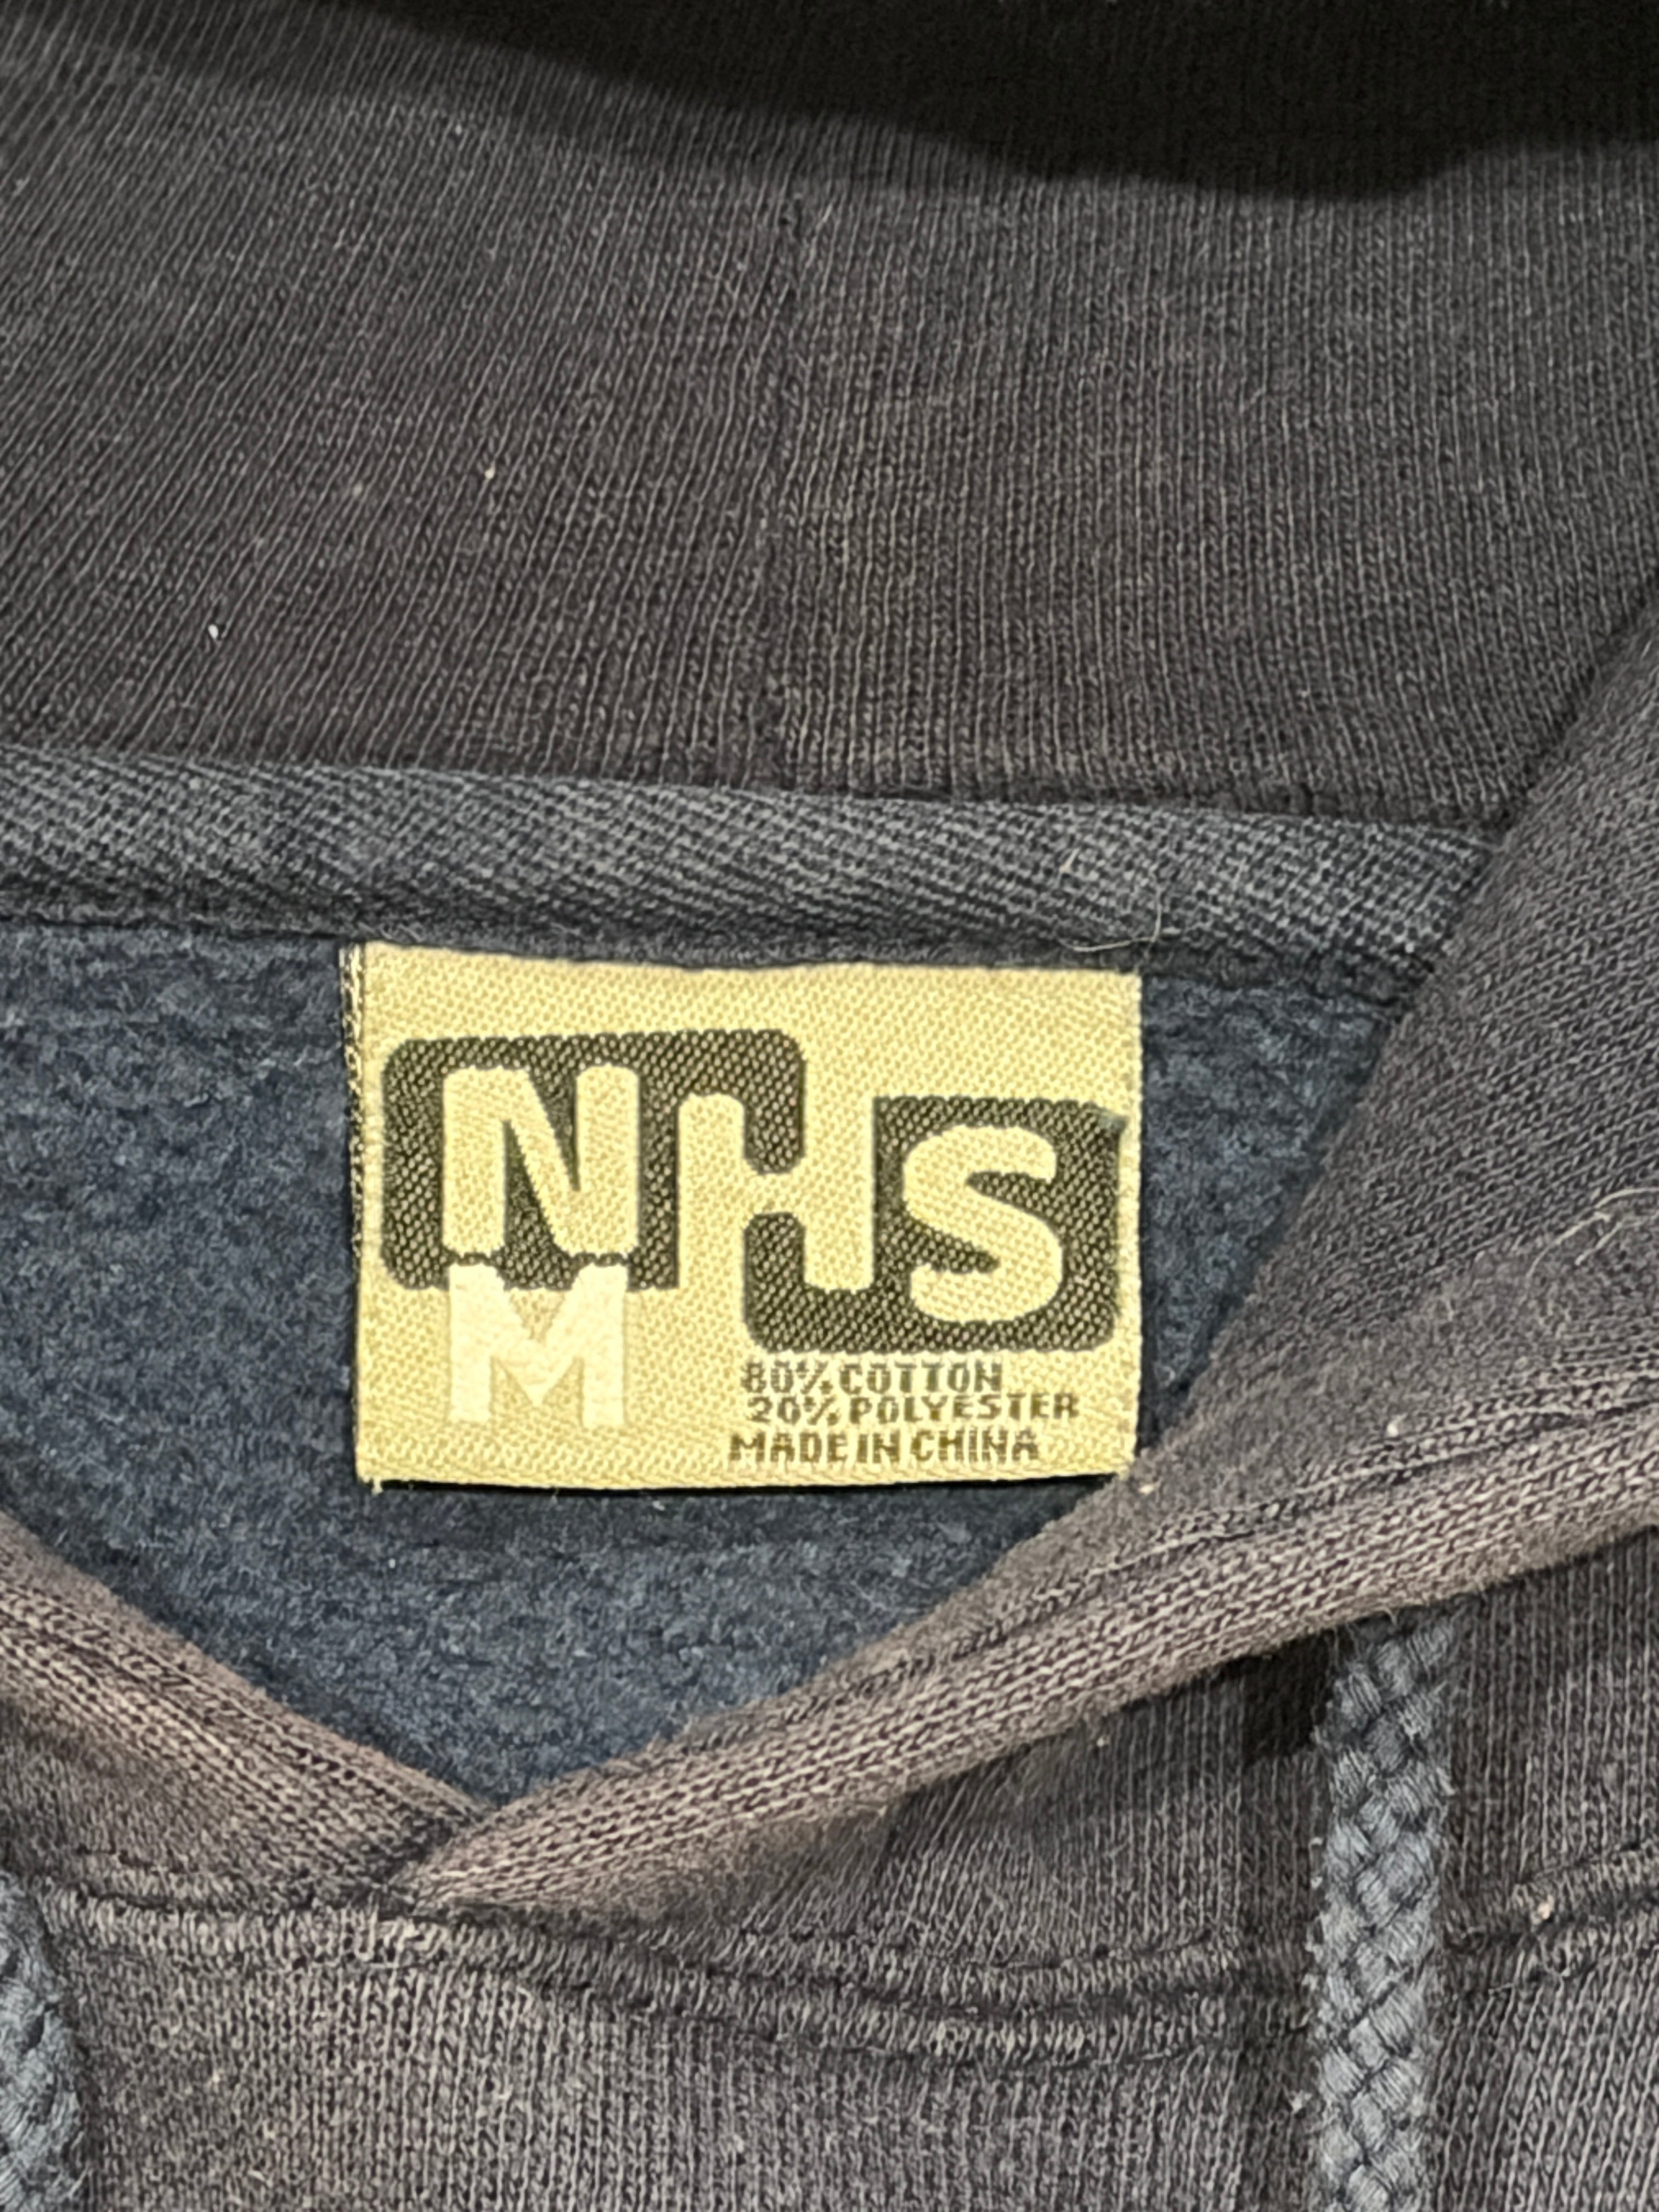 NHS
M
80% COTTON
20% POLYESTER
MADE IN CHINA